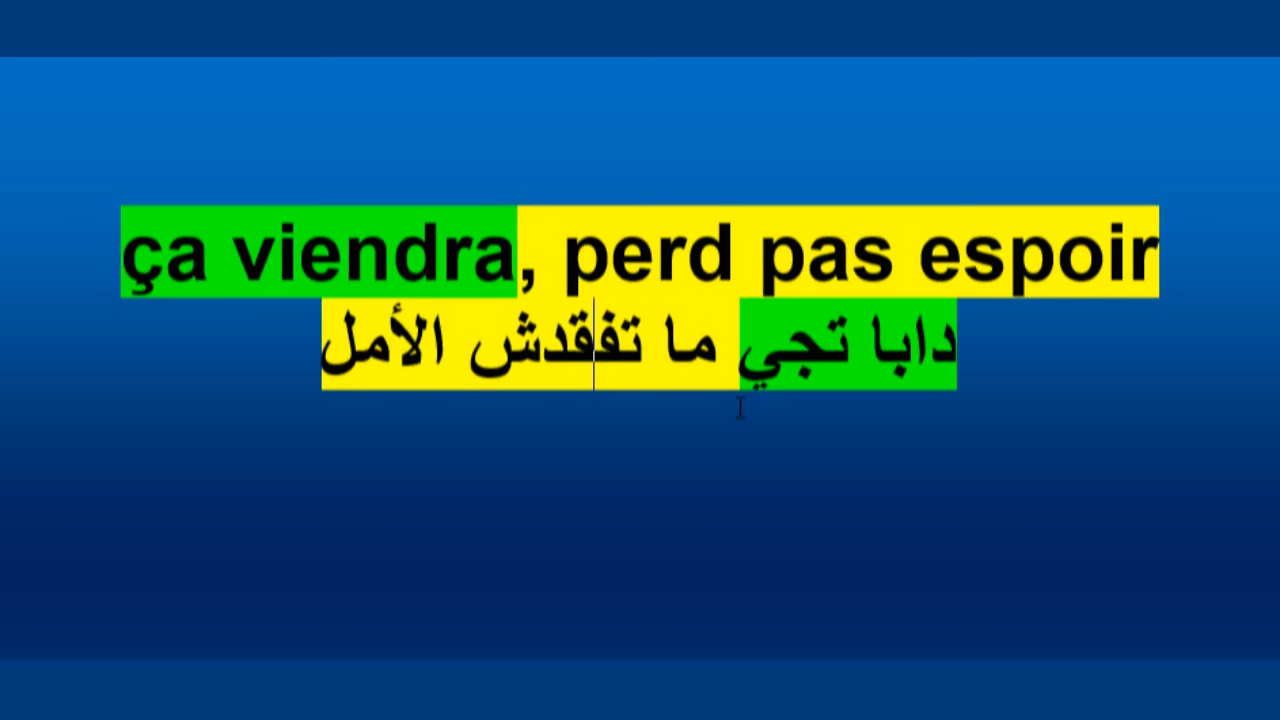 ça viendra, perd pas espoir
دابا تجي ما تفقدش الأمل